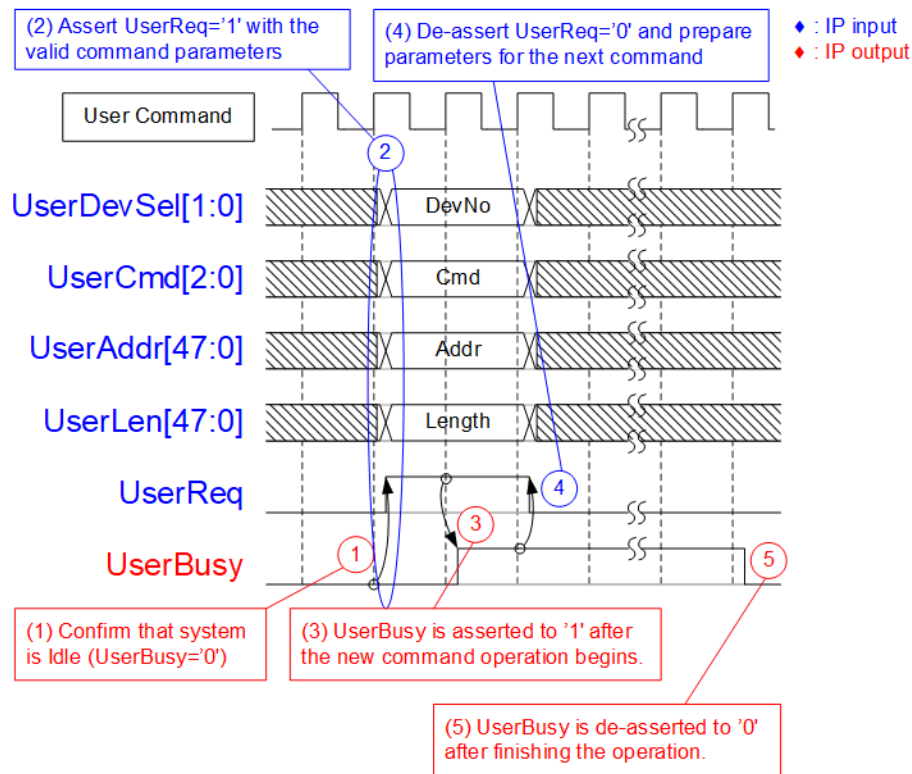 (2) Assert UserReq='1' with the
valid command parameters
(4) De-assert UserReq='0' and prepare
parameters for the next command
♦ : IP input
♦ : IP output
User Command
2
UserDevSel[1:0]
DevNo
UserCmd[2:0]
Cmd
UserAddr[47:0]
Addr
UserLen[47:0]
Length
UserReq
4
3
UserBusy
1
5
(1) Confirm that system
is Idle (UserBusy='0')
(3) UserBusy is asserted to '1' after
the new command operation begins.
(5) UserBusy is de-asserted to '0'
after finishing the operation.